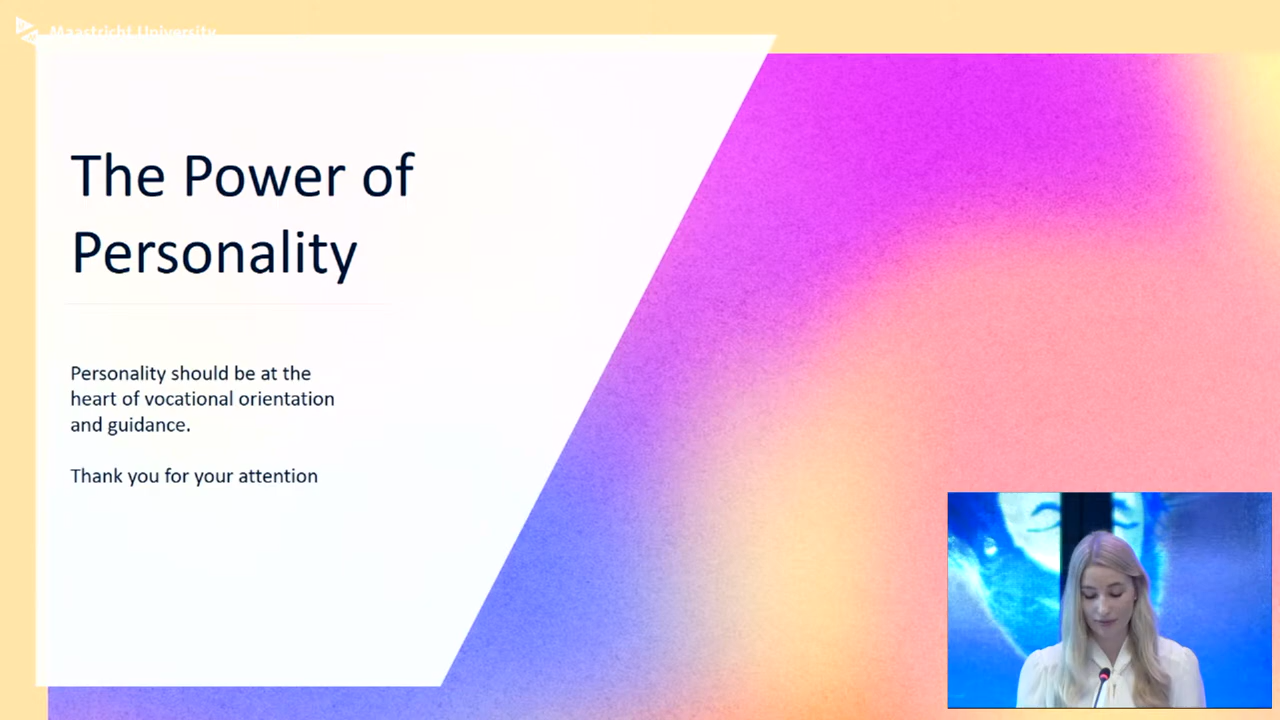 Maastricht University
The Power of
Personality
Personality should be at the
heart of vocational orientation
and guidance.
Thank you for your attention